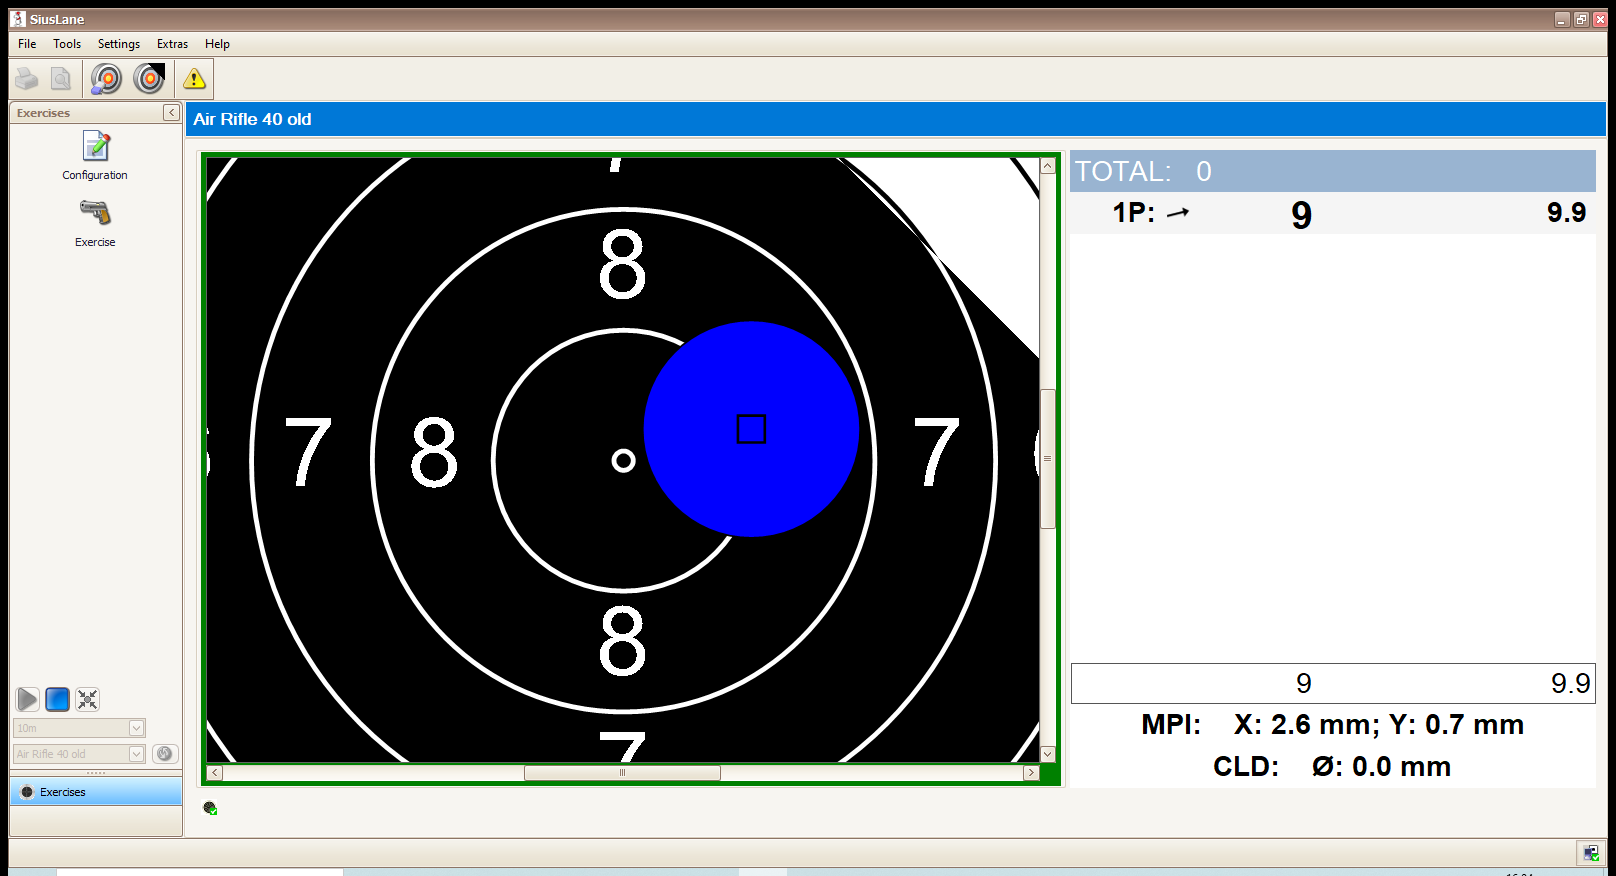 SiusLane
File Tools Settings Extras Help
Exercises
Configuration
Exercise
10m
Air Rifle 40 old
Exercises
Air Rifle 40 old
8
7 8 7
8
7
TOTAL: 0
1P: 9 9.9
9 9.9
MPI: X: 2.6 mm; Y: 0.7 mm
CLD: Ø: 0.0 mm